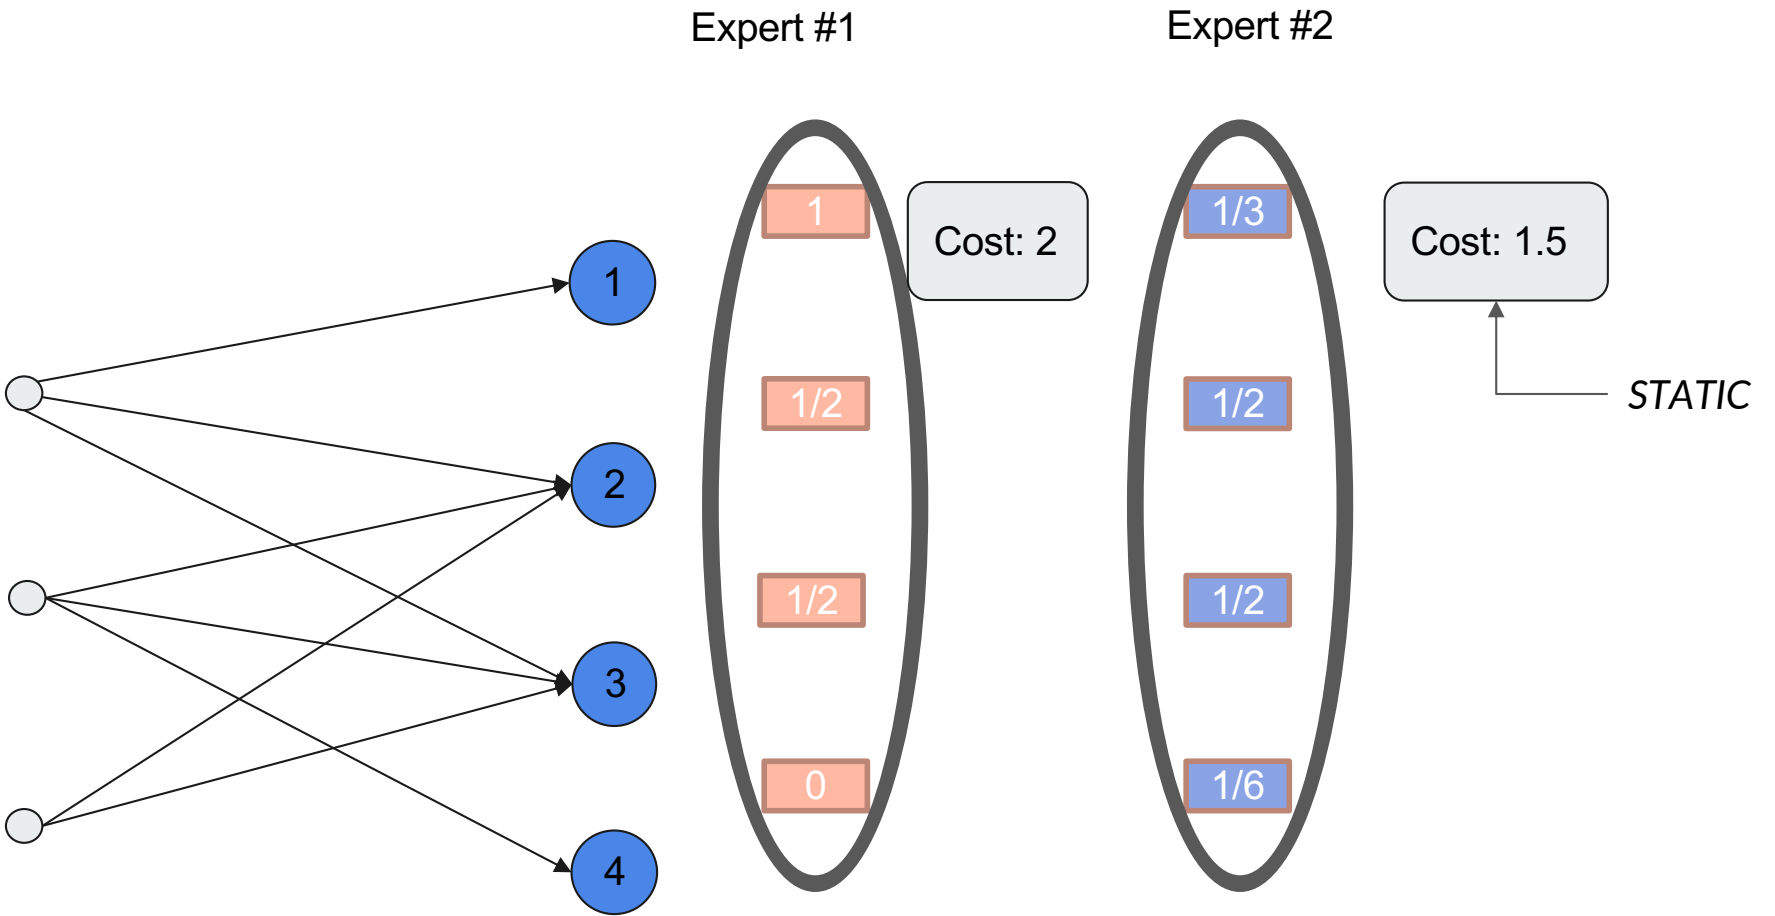 Expert #1
Expert #2
1
1/3
Cost: 2
Cost: 1.5
1
1/2
1/2
STATIC
2
1/2
1/2
3
0
1/6
4